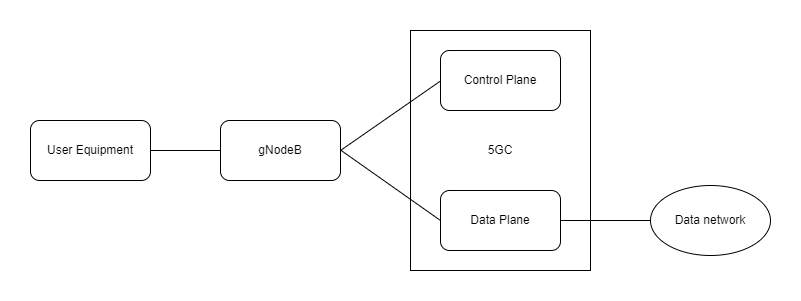 Control Plane
User Equipment
gNodeB
5GC
Data Plane
Data network